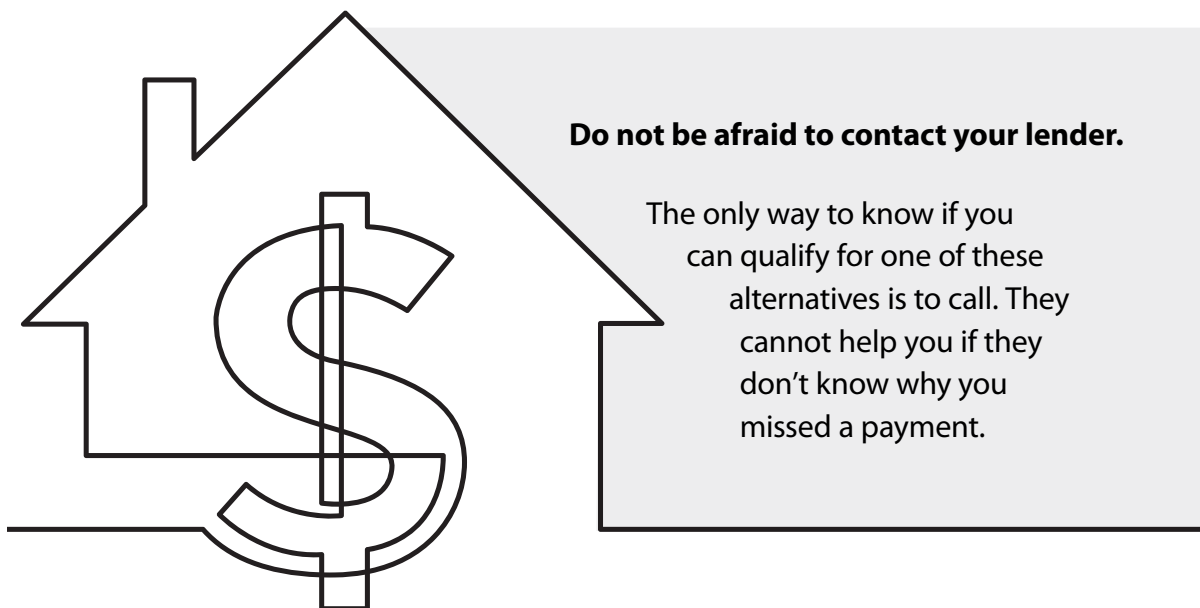 Do not be afraid to contact your lender.
The only way to know if you
can qualify for one of these
alternatives is to call. They
cannot help you if they
don’t know why you
missed a payment.